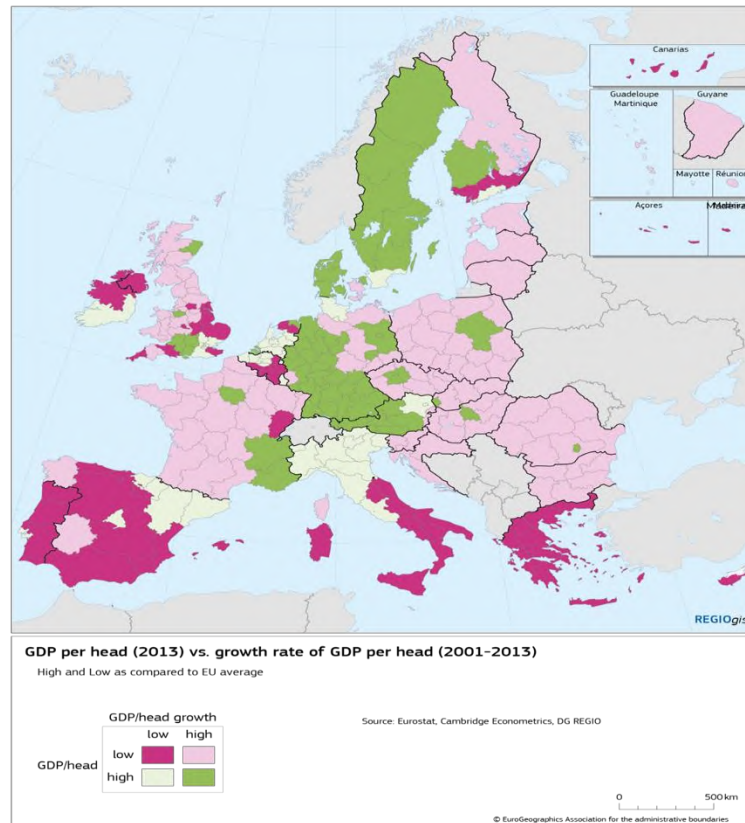 Canarias
Guadeloupe
Martinique
Guyane
Mayotte
Réunion
Açores
REGIOgis
GDP per head (2013) vs. growth rate of GDP per head (2001-2013)
High and Low as compared to EU average
GDP/head growth
low high
low
GDP/head
high
Source: Eurostat, Cambridge Econometrics, DG REGIO
0 500 km
© EuroGeographics Association for the administrative boundaries